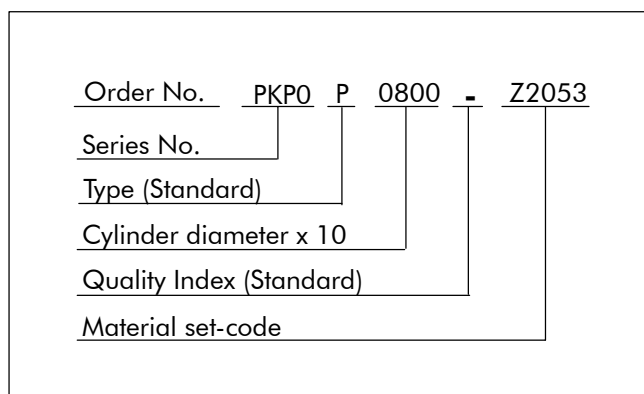 Order No. PKP0 P 0800 - Z2053
Series No.
Type (Standard)
Cylinder diameter x 10
Quality Index (Standard)
Material set-code